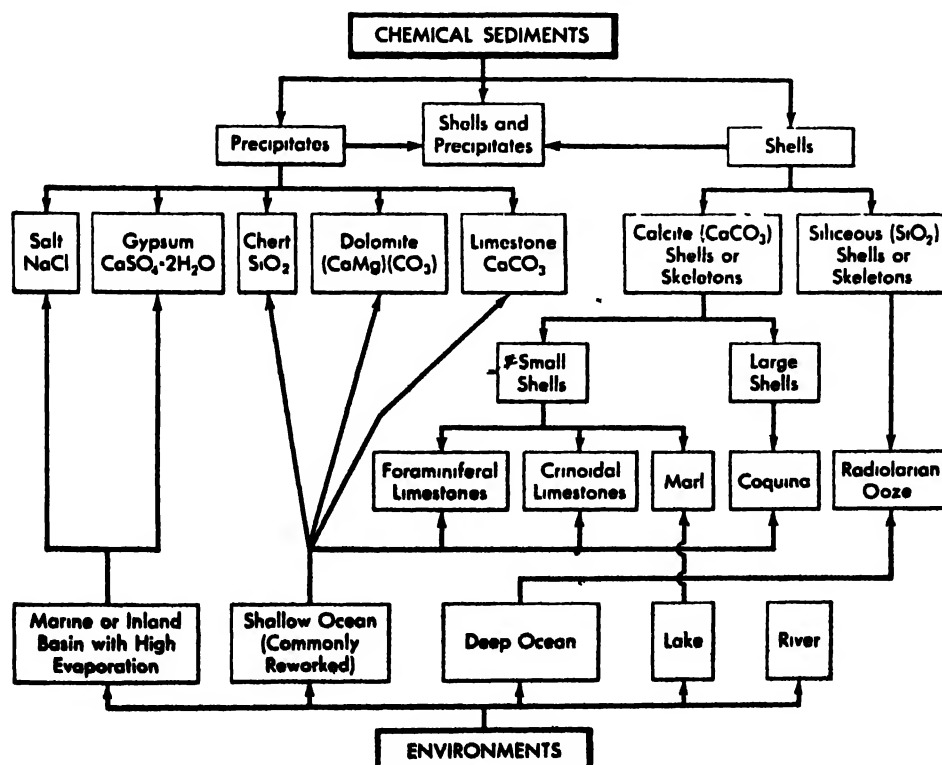 CHEMICAL SEDIMENTS
Precipitates
Shells and
Precipitates
Shells
Salt
NaCl
Gypsum
CaSO₄·2H₂O
Chert
SiO₂
Dolomite
(CaMg)(CO₃)
Limestone
CaCO₃
Calcite (CaCO₃)
Shells or
Skeletons
Siliceous (SiO₂)
Shells or
Skeletons
Small
Shells
Large
Shells
Foraminiferal
Limestones
Crinoidal
Limestones
Marl
Coquina
Radiolarian
Ooze
Marine or Inland
Basin with High
Evaporation
Shallow Ocean
(Commonly
Reworked)
Deep Ocean
Lake
River
ENVIRONMENTS